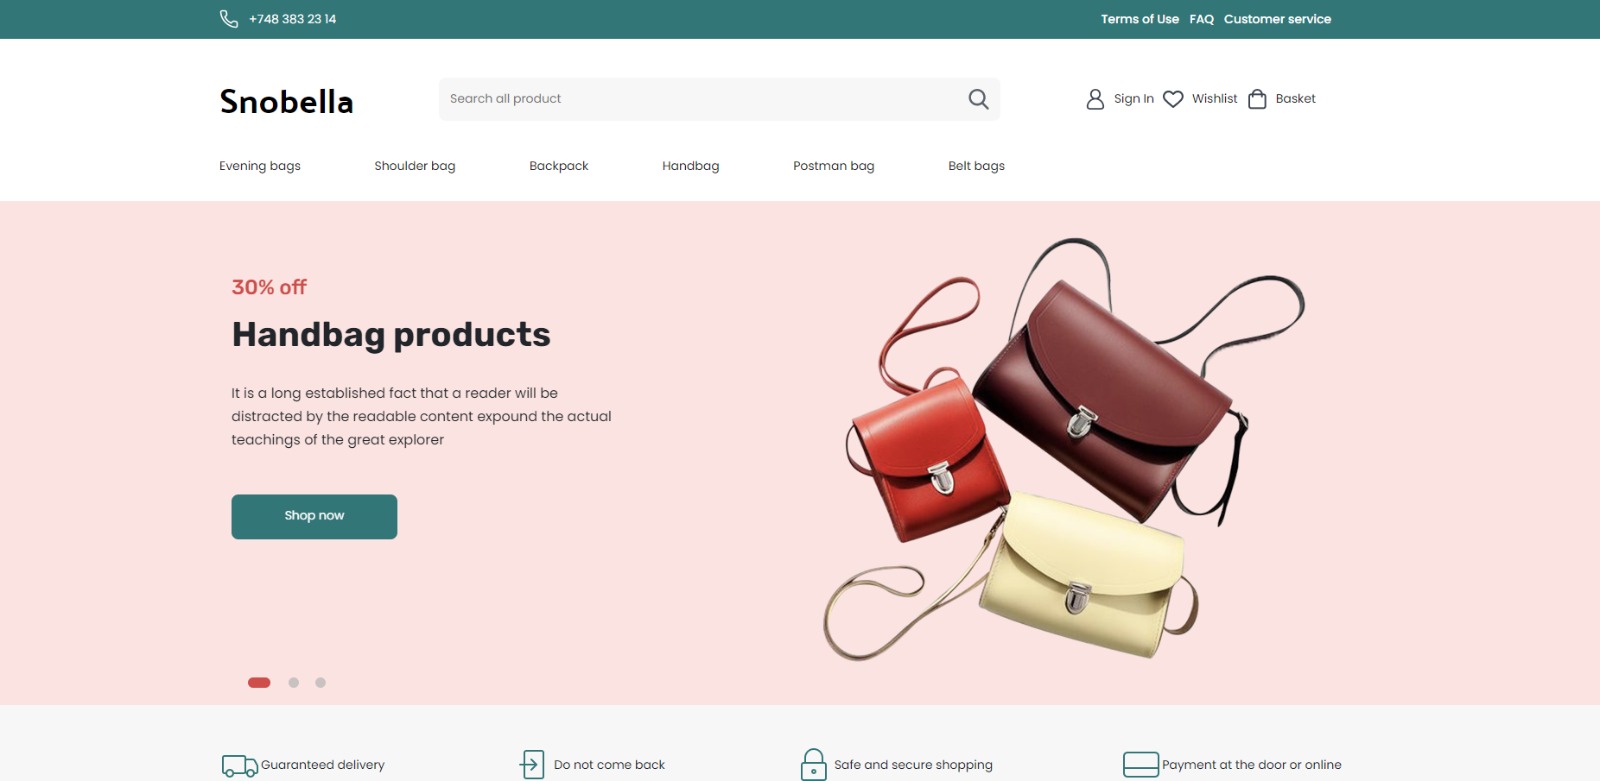 +748 383 23 14
Terms of Use FAQ Customer service
Snobella
Search all product
Sign In Wishlist Basket
Evening bags Shoulder bag Backpack Handbag Postman bag Belt bags
30% off
Handbag products
It is a long established fact that a reader will be
distracted by the readable content expound the actual
teachings of the great explorer
Shop now
Guaranteed delivery Do not come back Safe and secure shopping Payment at the door or online